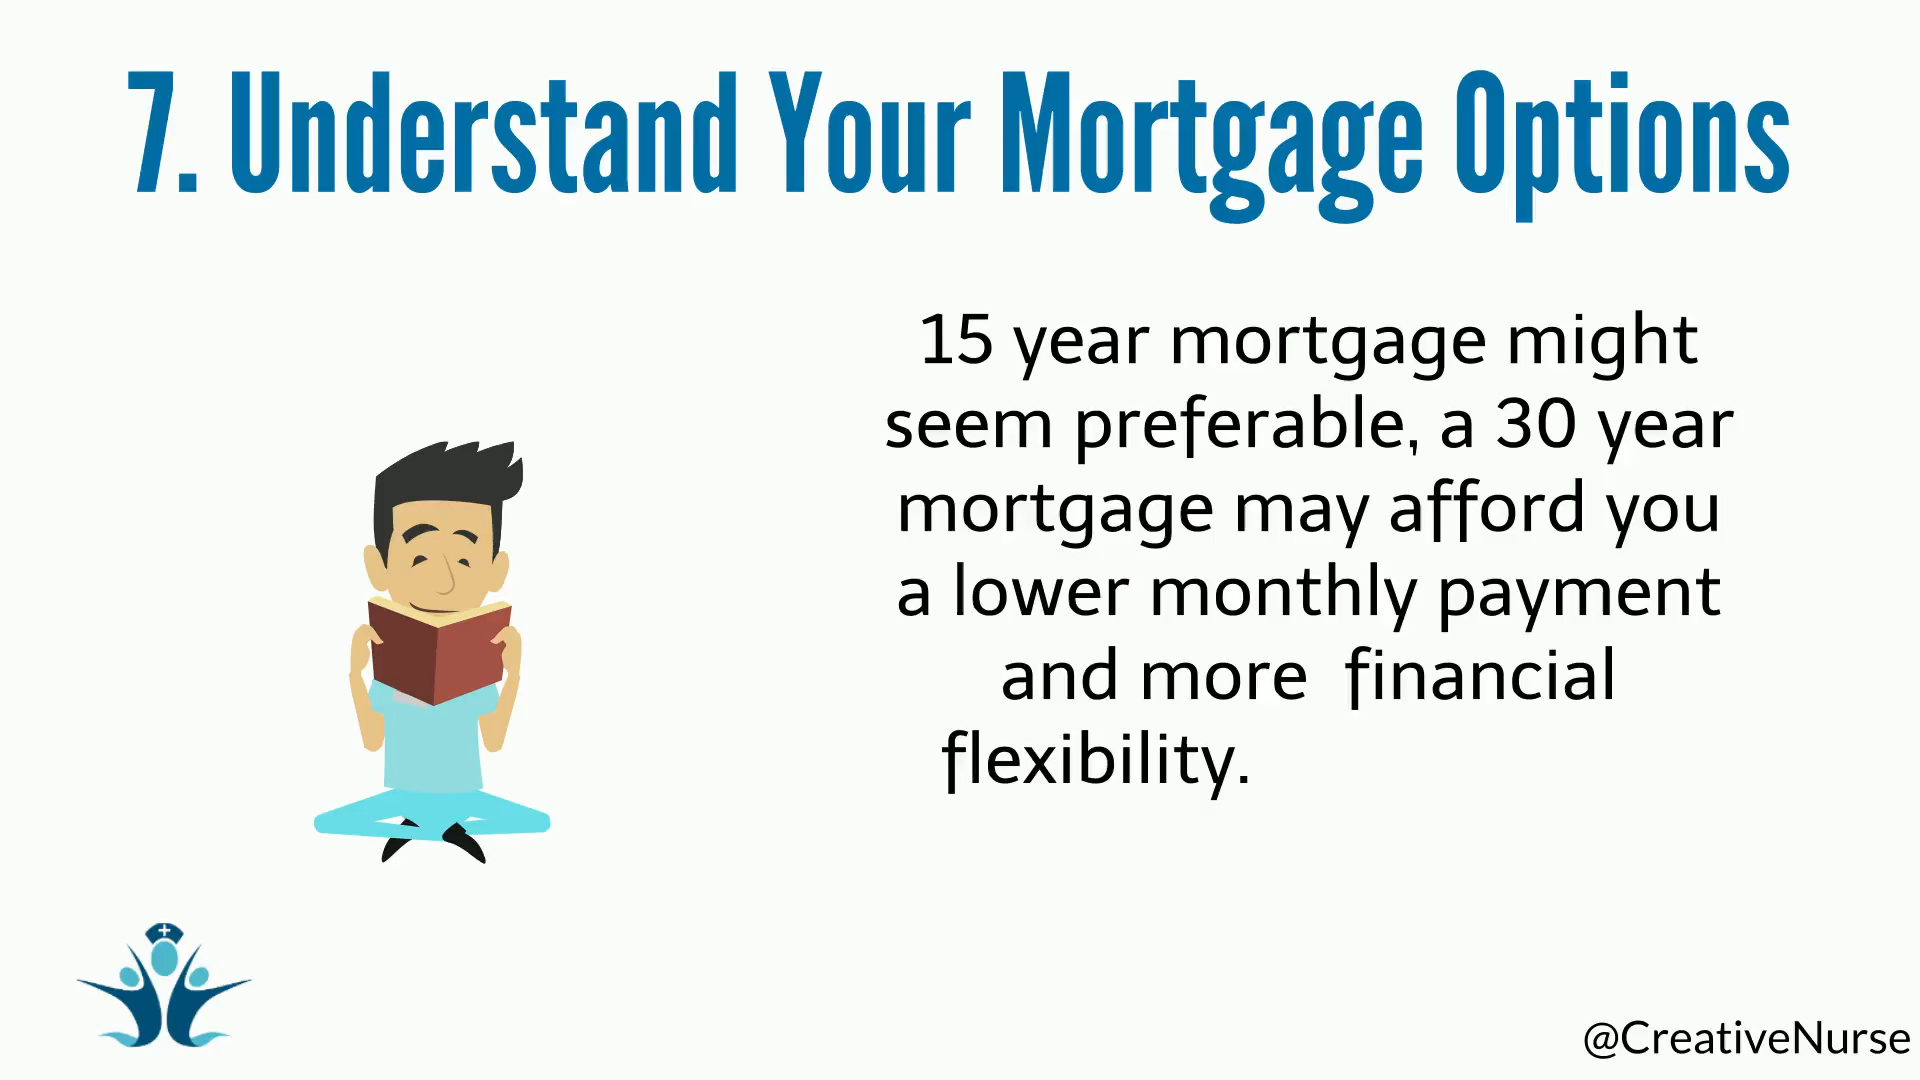 7. Understand Your Mortgage Options
15 year mortgage might
seem preferable, a 30 year
mortgage may afford you
a lower monthly payment
and more  financial
flexibility.
@CreativeNurse